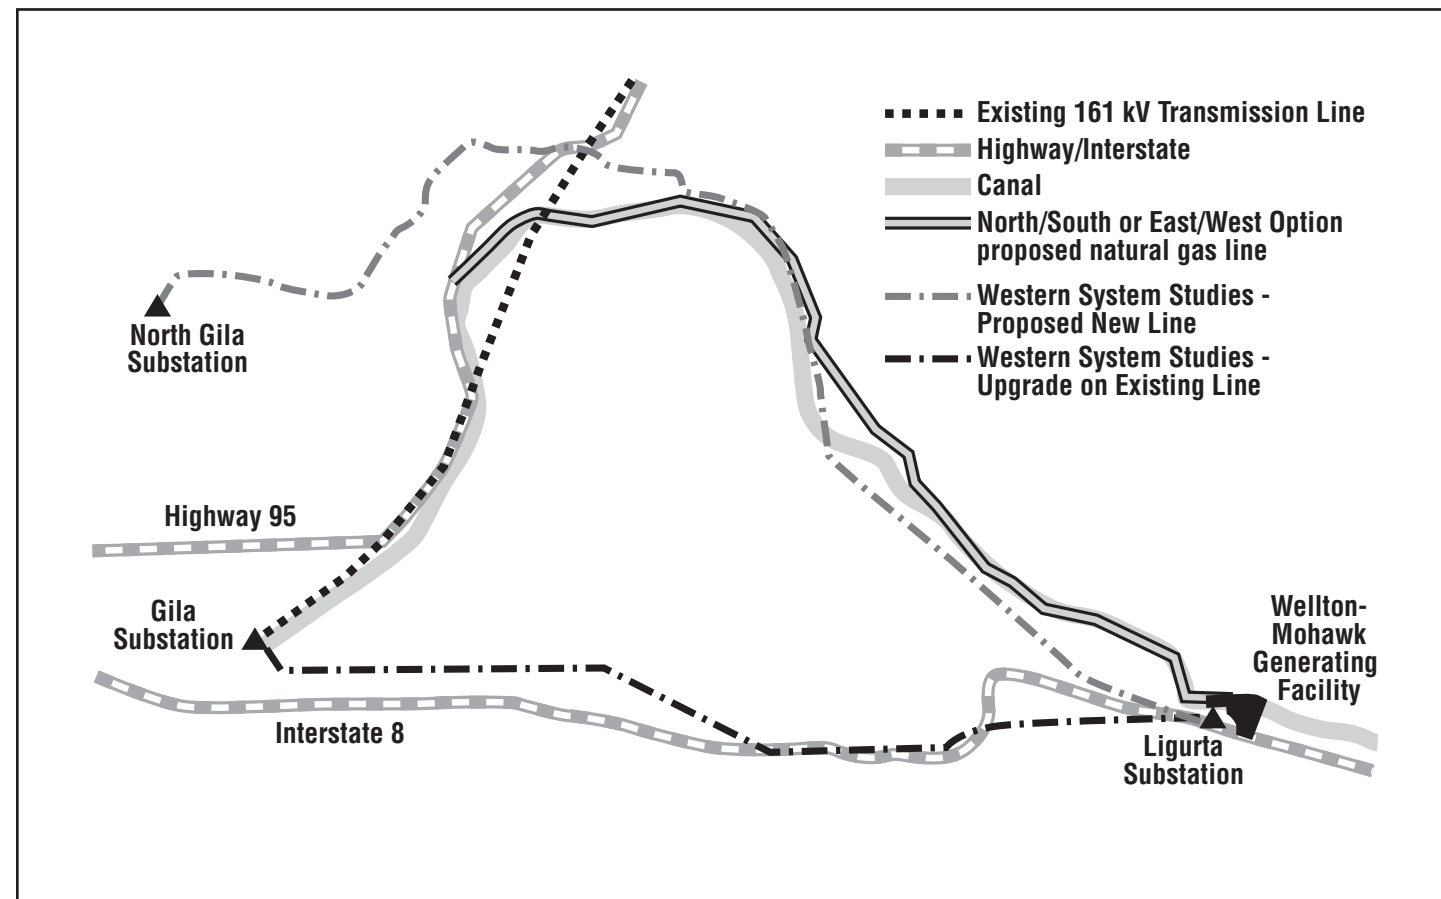 Existing 161 kV Transmission Line
Highway/Interstate
Canal
North/South or East/West Option
proposed natural gas line
Western System Studies -
Proposed New Line
Western System Studies -
Upgrade on Existing Line
North Gila
Substation
Highway 95
Gila
Substation
Interstate 8
Wellton-
Mohawk
Generating
Facility
Ligurta
Substation